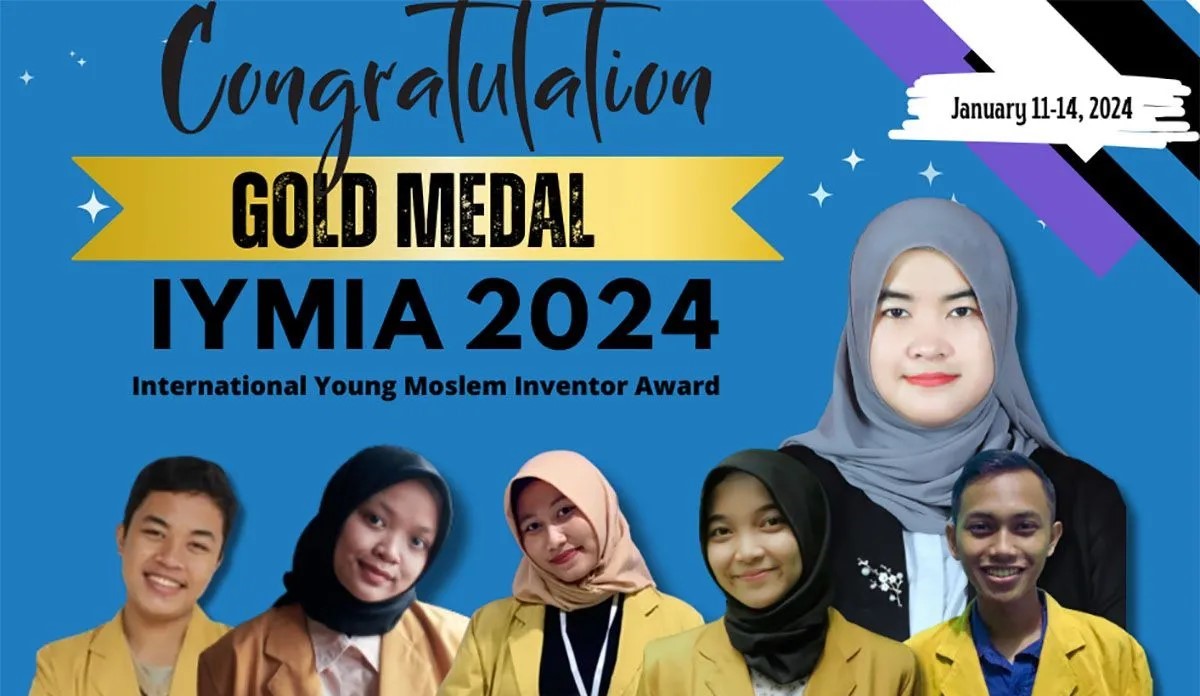 Congratulation
January 11-14, 2024
GOLD MEDAL
IYMIA 2024
International Young Moslem Inventor Award